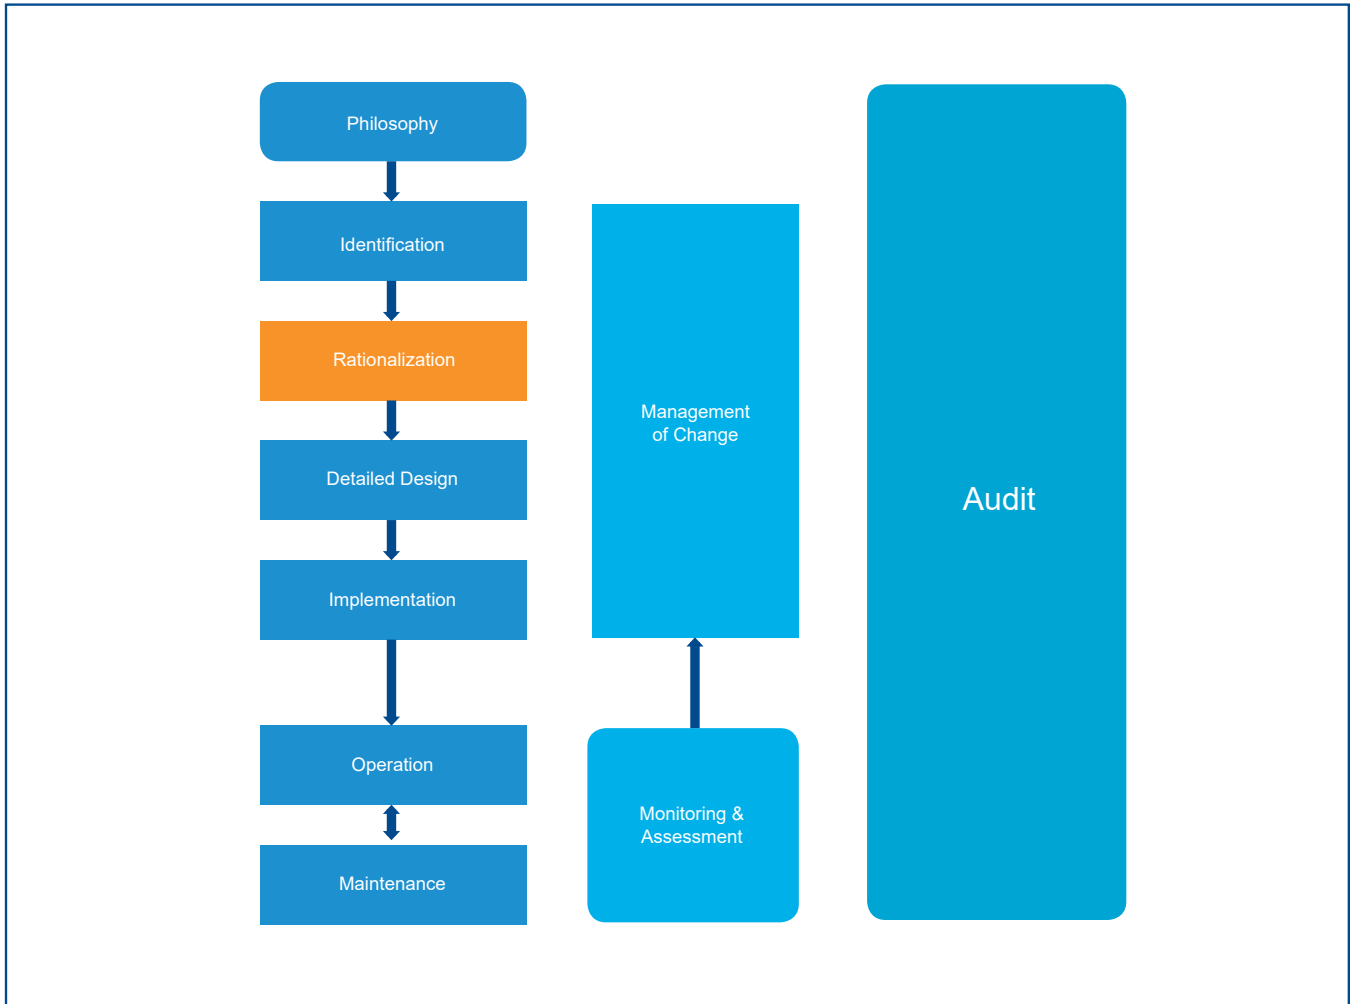 Philosophy
Identification
Rationalization
Detailed Design
Implementation
Operation
Maintenance
Management
of Change
Monitoring &
Assessment
Audit